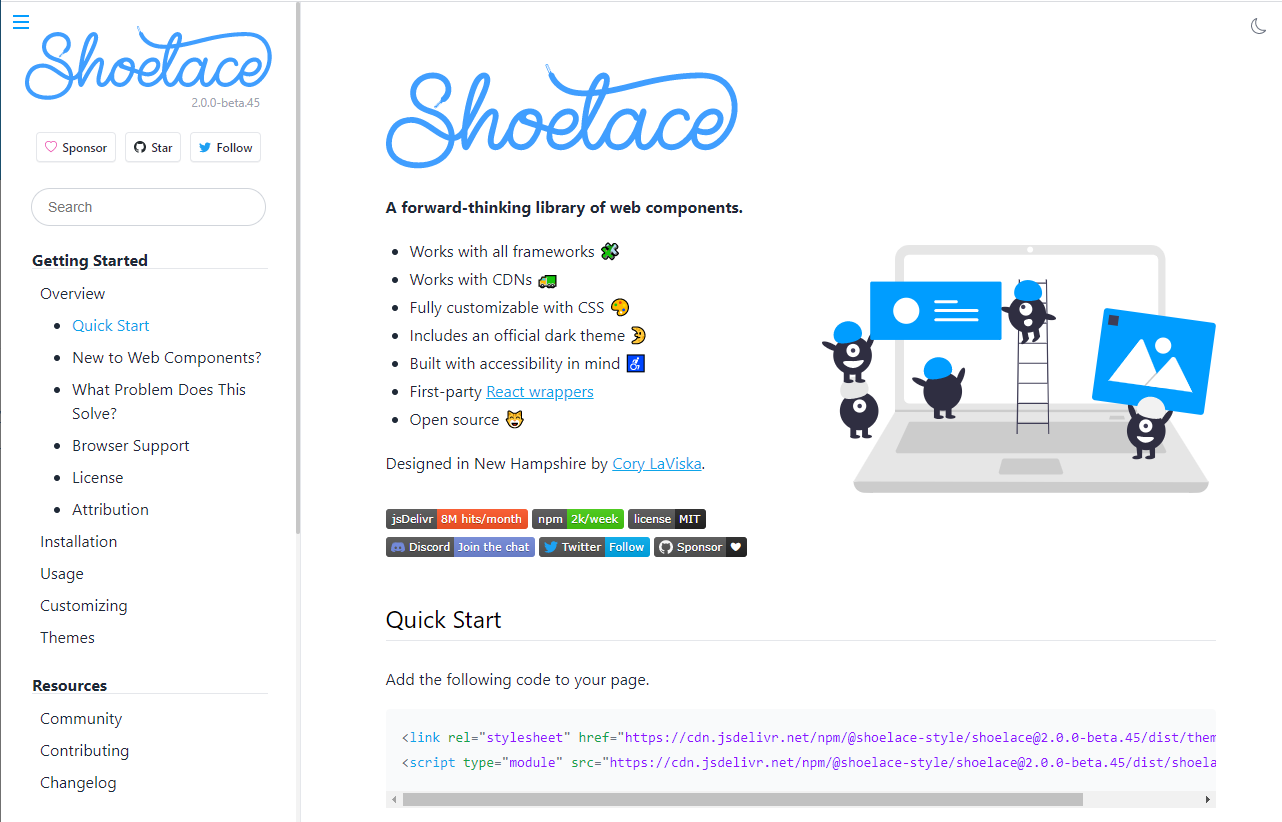 Shoelace
2.0.0-beta.45
Sponsor
Star
Follow
Search
Getting Started
Overview
Quick Start
New to Web Components?
What Problem Does This
Solve?
Browser Support
License
Attribution
Installation
Usage
Customizing
Themes
Resources
Community
Contributing
Changelog
Shoelace
A forward-thinking library of web components.
Works with all frameworks 🧩
Works with CDNs 🚛
Fully customizable with CSS 🎨
Includes an official dark theme 🌛
Built with accessibility in mind ♿
First-party React wrappers
Open source 😸
Designed in New Hampshire by Cory LaViska.
jsDelivr 8M hits/month npm 2k/week license MIT
Discord Join the chat Twitter Follow Sponsor
Quick Start
Add the following code to your page.
<link rel="stylesheet" href="https://cdn.jsdelivr.net/npm/@shoelace-style/shoelace@2.0.0-beta.45/dist/them
<script type="module" src="https://cdn.jsdelivr.net/npm/@shoelace-style/shoelace@2.0.0-beta.45/dist/shoela